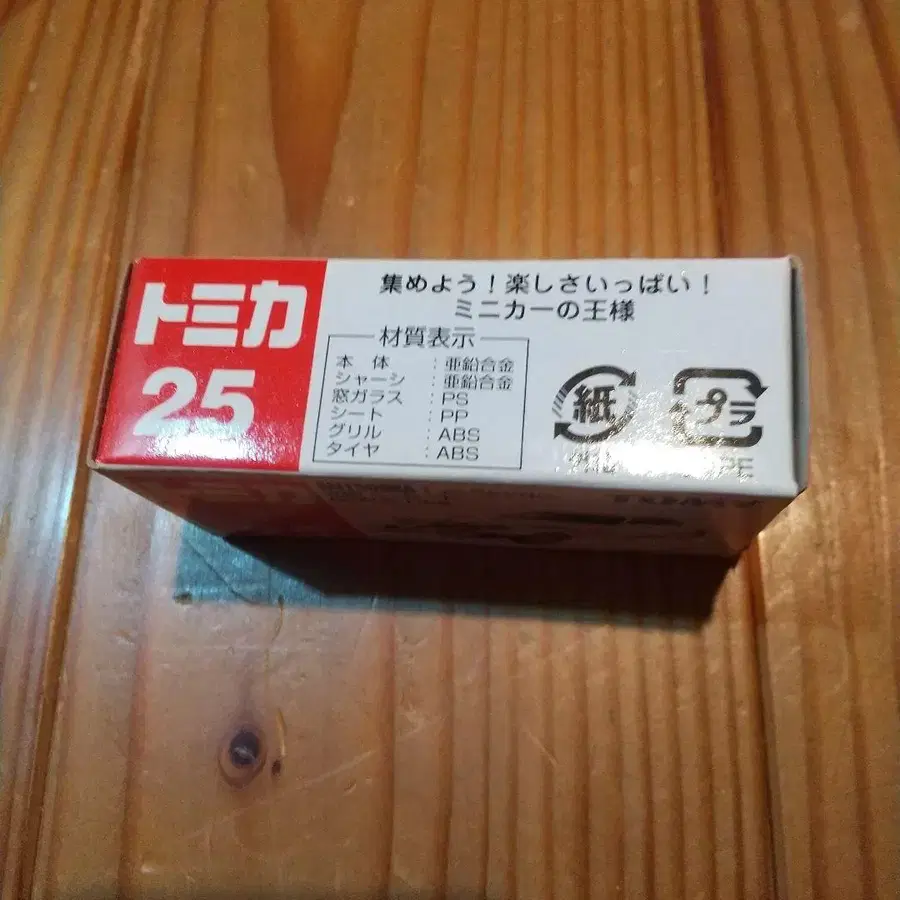 トミカ
25
集めよう!楽しさいっぱい!
ミニカーの王様
材質表示
本 体 : 亜鉛合金
シャーシ : 亜鉛合金
窓ガラス : PS
シート : PP
グリル : ABS
タイヤ : ABS
紙
プラ